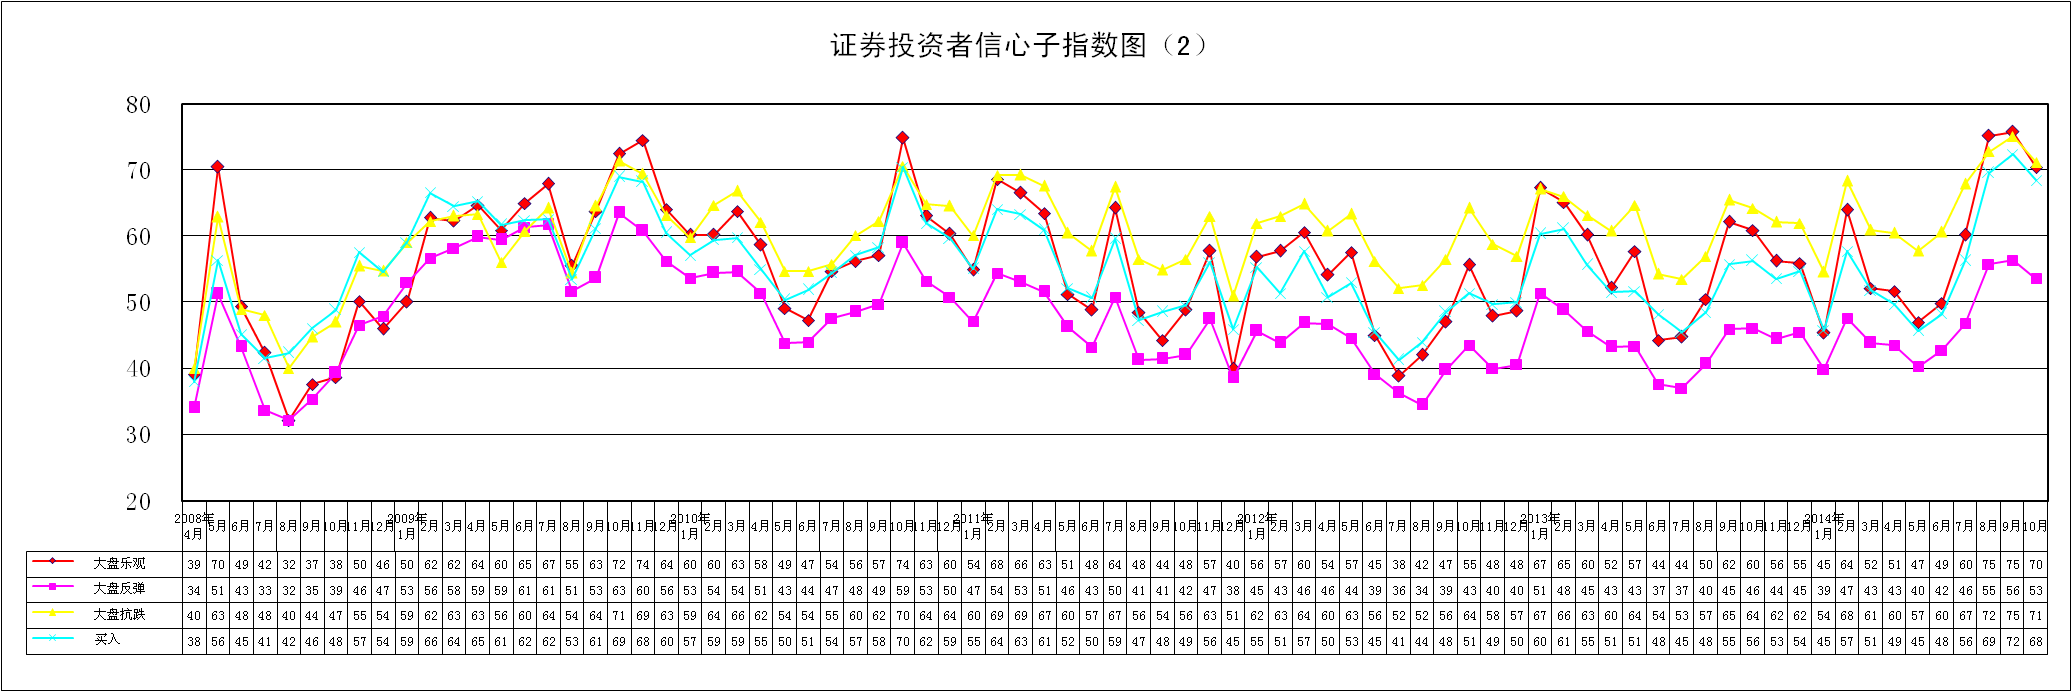 证券投资者信心子指数图（2）
80
70
60
50
40
30
20
2008年4月 5月 6月 7月 8月 9月 10月 11月 12月 2009年1月 2月 3月 4月 5月 6月 7月 8月 9月 10月 11月 12月 2010年1月 2月 3月 4月 5月 6月 7月 8月 9月 10月 11月 12月 2011年1月 2月 3月 4月 5月 6月 7月 8月 9月 10月 11月 12月 2012年1月 2月 3月 4月 5月 6月 7月 8月 9月 10月 11月 12月 2013年1月 2月 3月 4月 5月 6月 7月 8月 9月 10月 11月 12月 2014年1月 2月 3月 4月 5月 6月 7月 8月 9月 10月
大盘乐观 39 70 49 42 32 37 38 50 46 50 62 62 64 60 65 67 55 63 72 74 64 60 60 63 58 49 47 54 56 57 74 63 60 54 68 66 63 51 48 64 48 44 48 57 40 56 57 60 54 57 45 38 42 47 55 48 48 67 65 60 52 57 44 44 50 62 60 56 55 45 64 52 51 47 49 60 75 75 70
大盘反弹 34 51 43 33 32 35 39 46 47 53 56 58 59 59 61 61 51 53 63 60 56 53 54 54 51 43 44 47 48 49 59 53 50 47 54 53 51 46 43 50 41 41 42 47 38 45 43 46 46 44 39 36 34 39 43 40 40 51 48 45 43 43 37 37 40 45 46 44 45 39 47 43 43 40 42 46 55 56 53
大盘抗跌 40 63 48 48 40 44 47 55 54 59 62 63 63 56 60 64 54 64 71 69 63 59 64 66 62 54 54 55 60 62 70 64 64 60 69 69 67 60 57 67 56 54 56 63 51 62 63 64 60 63 56 52 52 56 64 58 57 67 66 63 60 64 54 53 57 65 64 62 62 54 68 61 60 57 60 67 72 75 71
买入 38 56 45 41 42 46 48 57 54 59 66 64 65 61 62 62 53 61 69 68 60 57 59 59 55 50 51 54 57 58 70 62 59 55 64 63 61 52 50 59 47 48 49 56 45 55 51 57 50 53 45 41 44 48 51 49 50 60 61 55 51 51 48 45 48 55 56 53 54 45 57 51 49 45 48 56 69 72 68